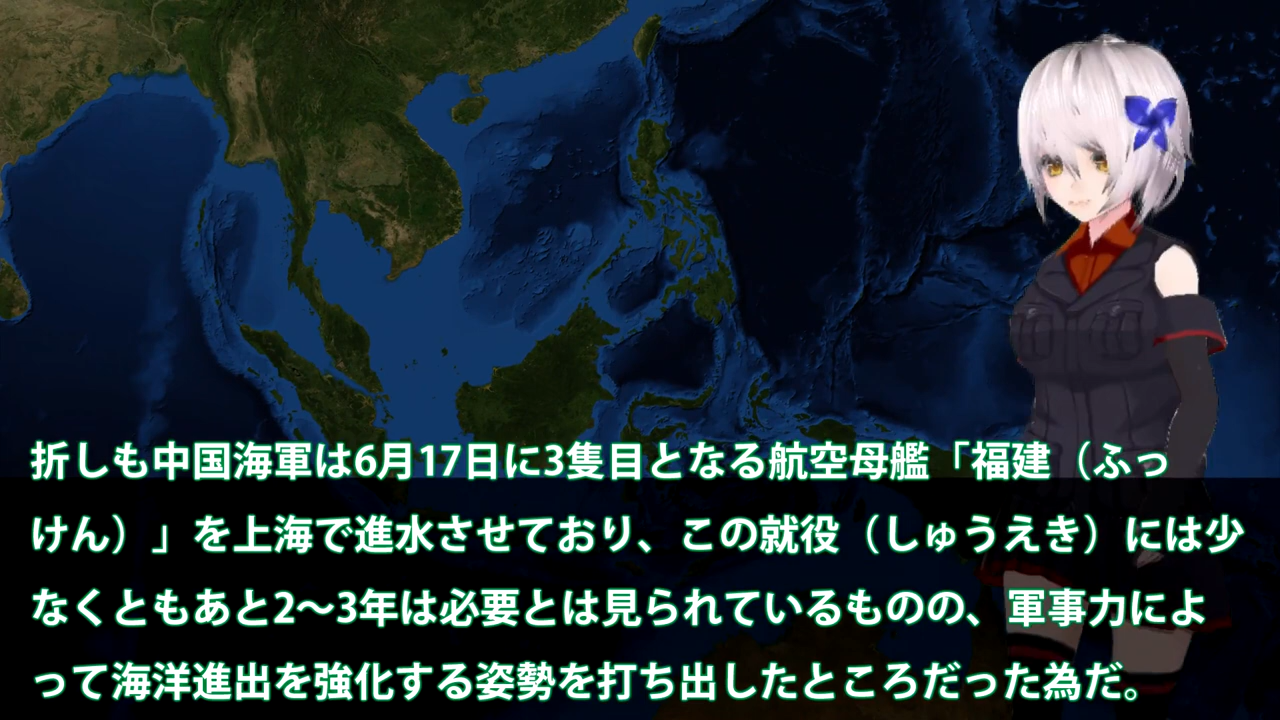 折しも中国海軍は6月17日に3隻目となる航空母艦「福建（ふっ
けん）」を上海で進水させており、この就役（しゅうえき）には少
なくともあと2～3年は必要とは見られているものの、軍事力によ
って海洋進出を強化する姿勢を打ち出したところだった為だ。